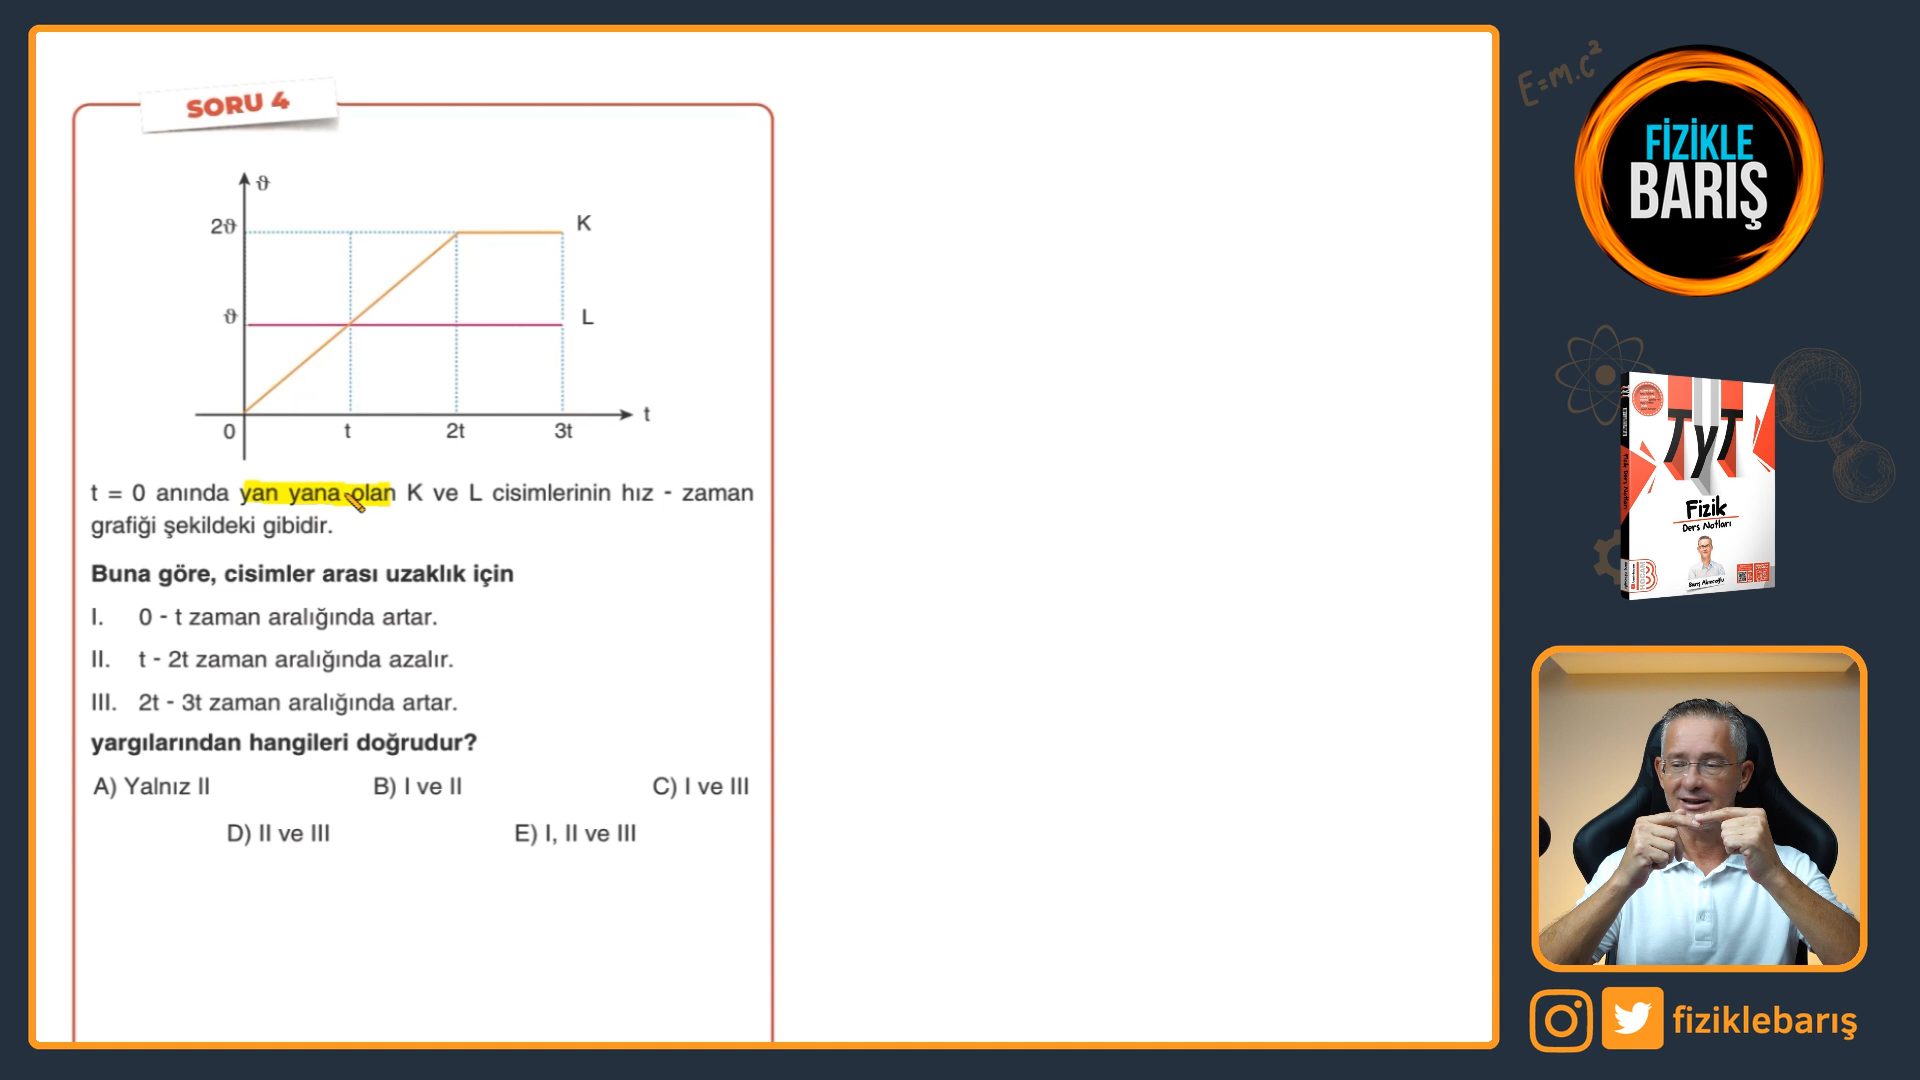 SORU 4
ϑ
2ϑ
K
ϑ
L
0
t
2t
3t
t
t = 0 anında yan yana olan K ve L cisimlerinin hız - zaman
grafiği şekildeki gibidir.
Buna göre, cisimler arası uzaklık için
I. 0 - t zaman aralığında artar.
II. t - 2t zaman aralığında azalır.
III. 2t - 3t zaman aralığında artar.
yargılarından hangileri doğrudur?
A) Yalnız II B) I ve II C) I ve III
D) II ve III E) I, II ve III
E=m.c²
FİZİKLE
BARIŞ
TYT
Fizik
Ders Notları
fiziklebarış